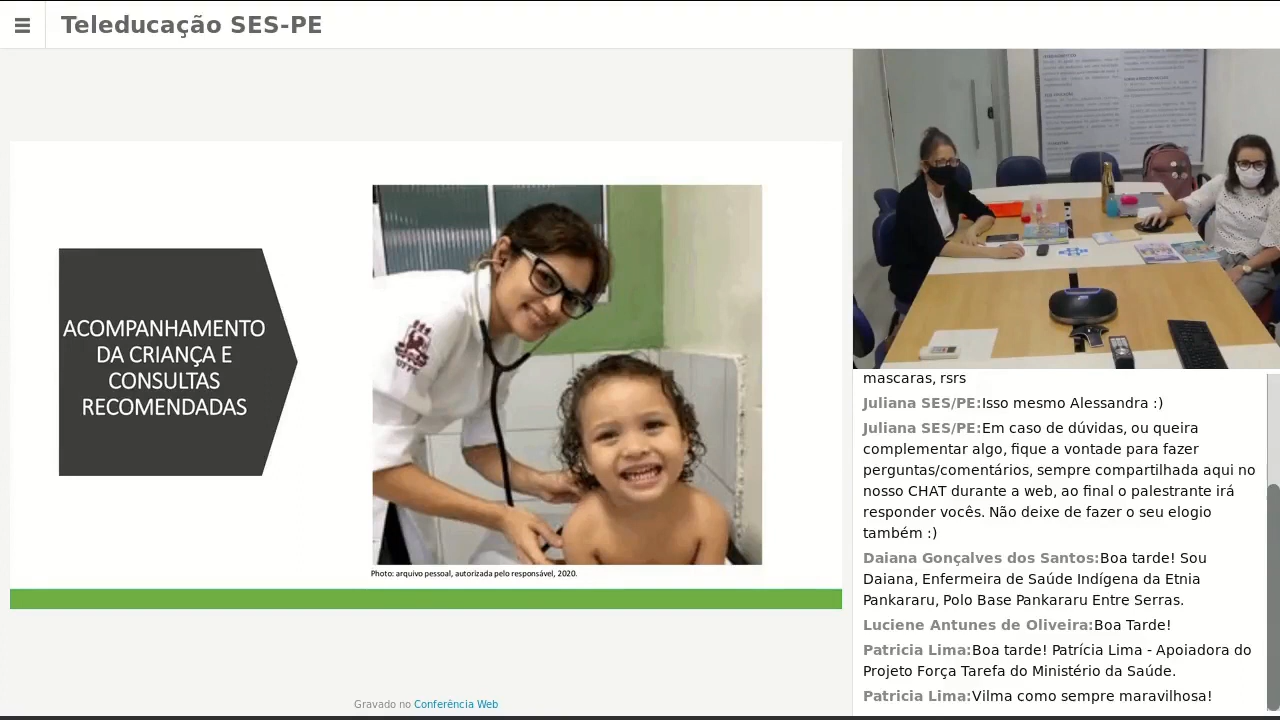 Teleducação SES-PE
ACOMPANHAMENTO
DA CRIANÇA E
CONSULTAS
RECOMENDADAS
UFPE
Photo: arquivo pessoal, autorizada pelo responsável, 2020.
Gravado no Conferência Web
mascaras, rsrs
Juliana SES/PE:Isso mesmo Alessandra :)
Juliana SES/PE:Em caso de dúvidas, ou queira
complementar algo, fique a vontade para fazer
perguntas/comentários, sempre compartilhada aqui no
nosso CHAT durante a web, ao final o palestrante irá
responder vocês. Não deixe de fazer o seu elogio
também :)
Daiana Gonçalves dos Santos:Boa tarde! Sou
Daiana, Enfermeira de Saúde Indígena da Etnia
Pankararu, Polo Base Pankararu Entre Serras.
Luciene Antunes de Oliveira:Boa Tarde!
Patricia Lima:Boa tarde! Patrícia Lima - Apoiadora do
Projeto Força Tarefa do Ministério da Saúde.
Patricia Lima:Vilma como sempre maravilhosa!